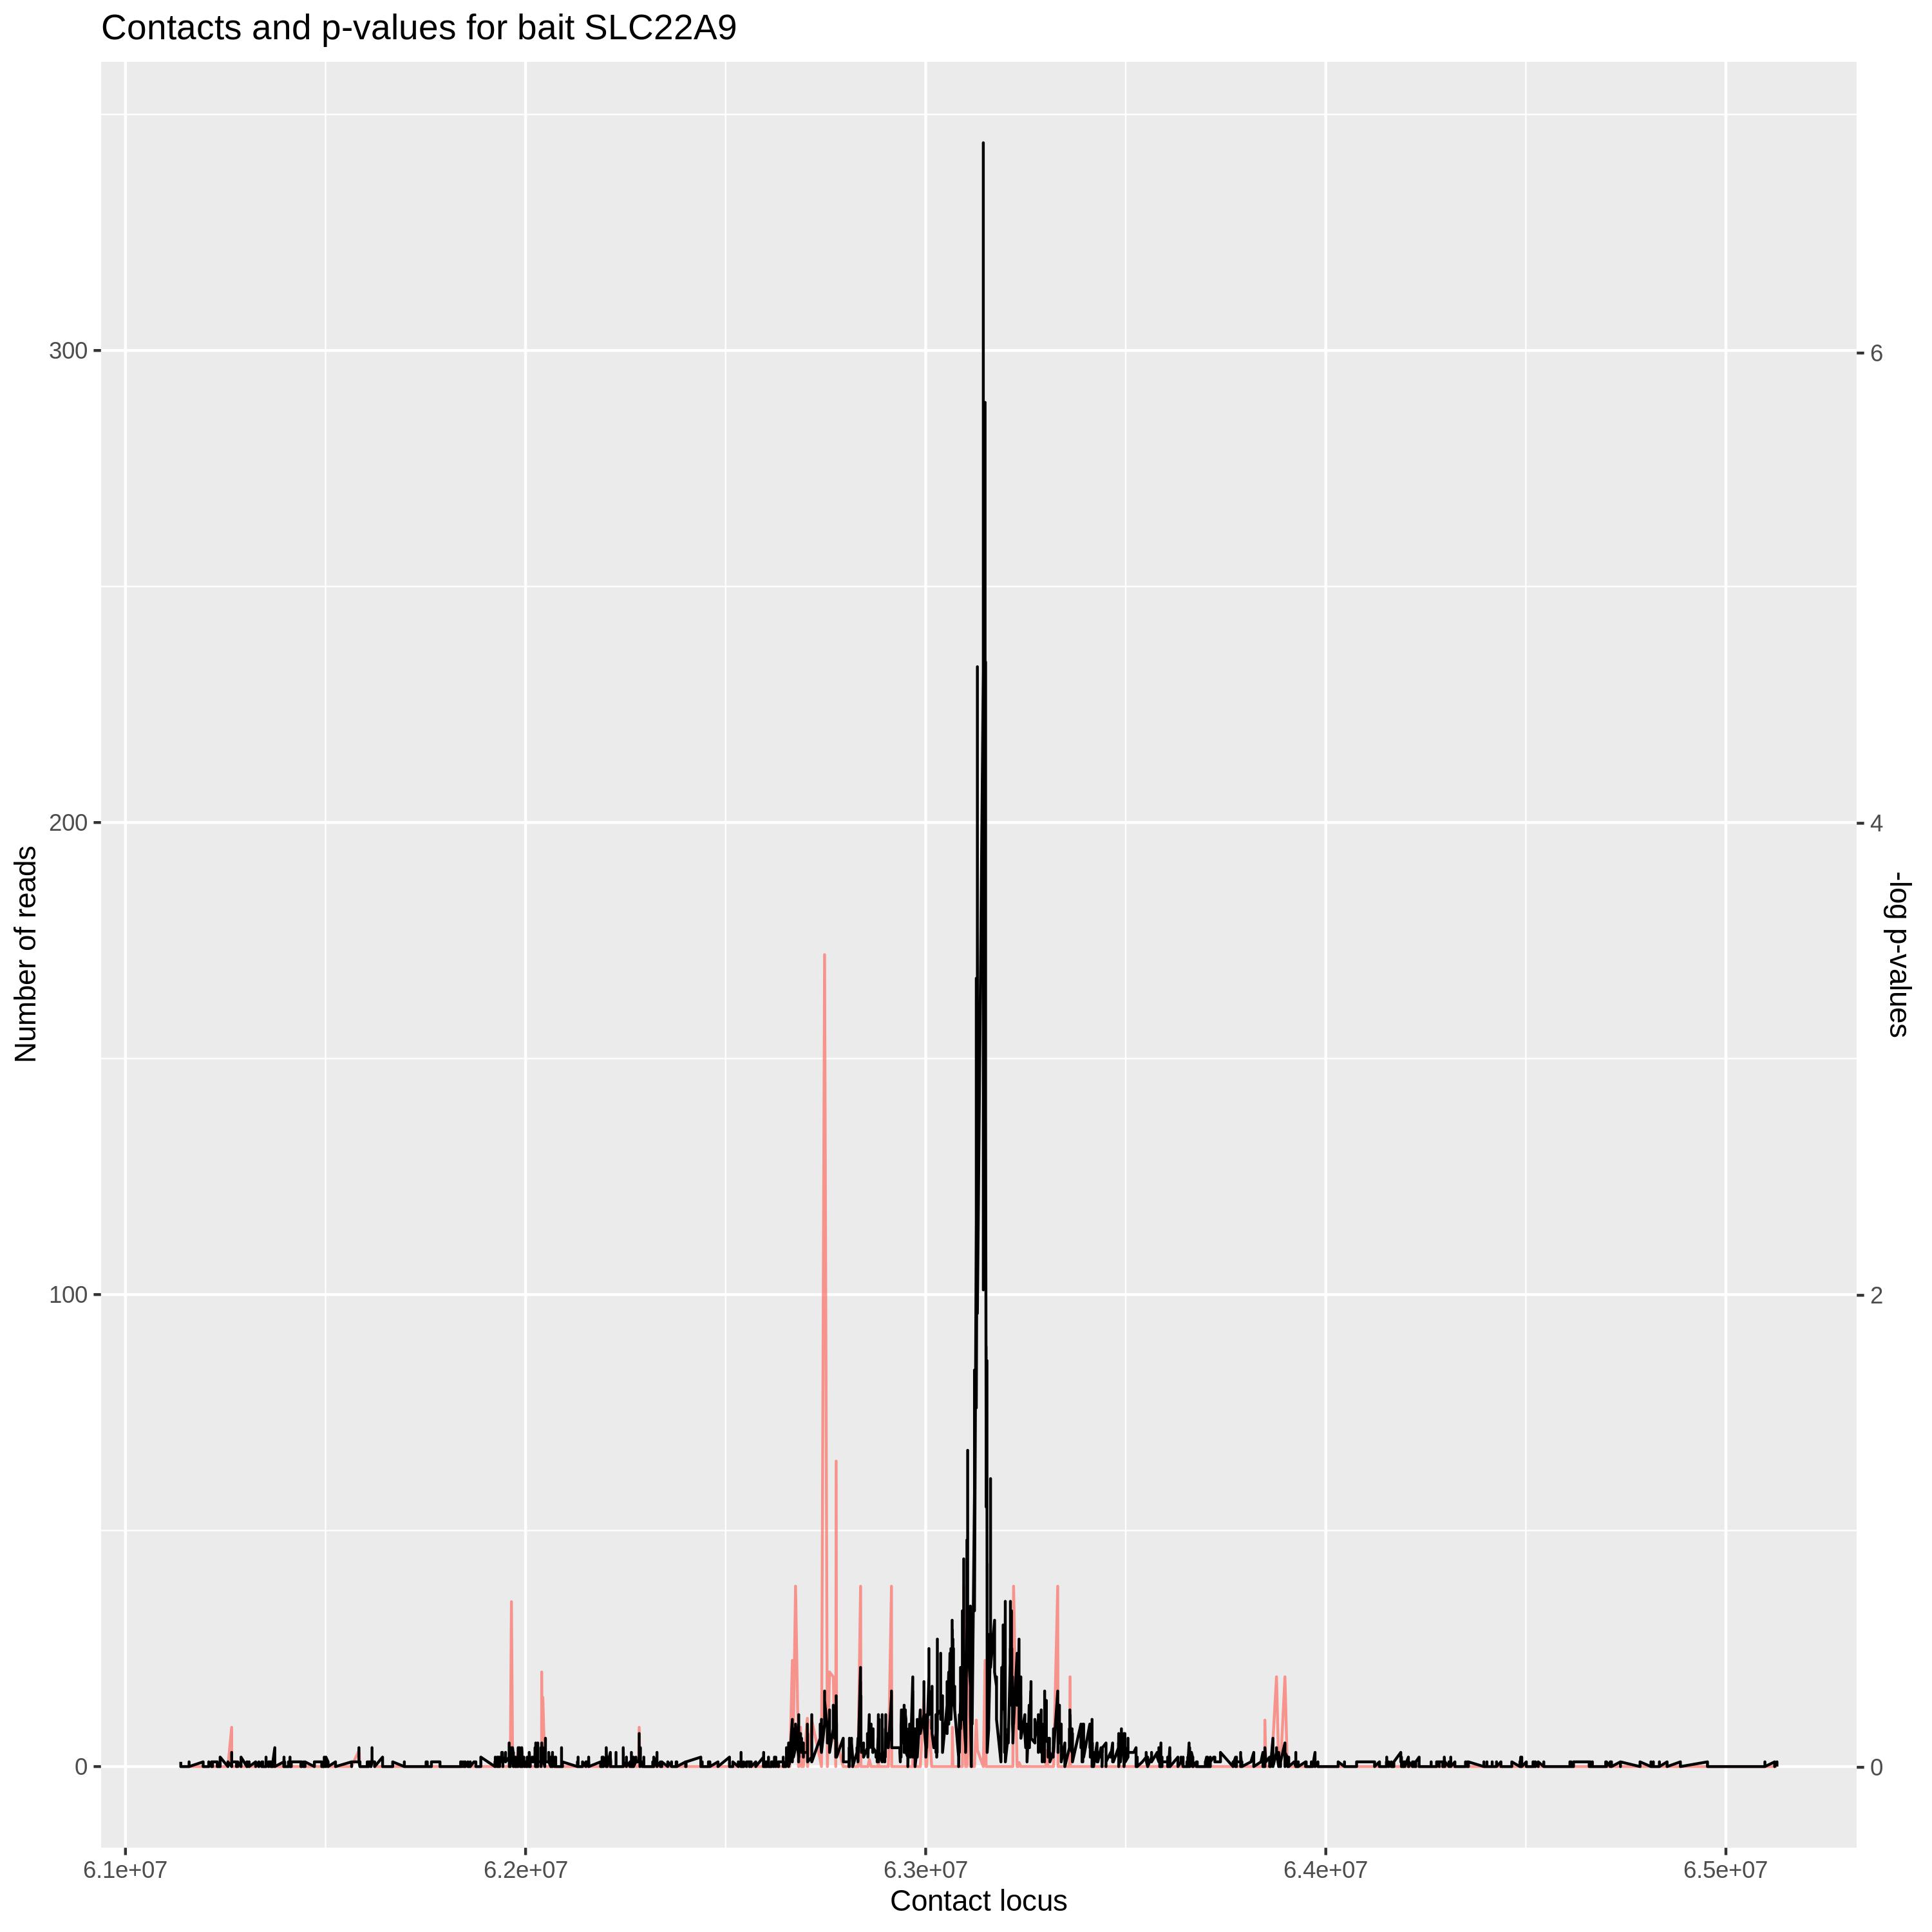 Contacts and p-values for bait SLC22A9
300
200
100
0
Number of reads
6
4
2
0
-log p-values
6.1e+07
6.2e+07
6.3e+07
6.4e+07
6.5e+07
Contact locus